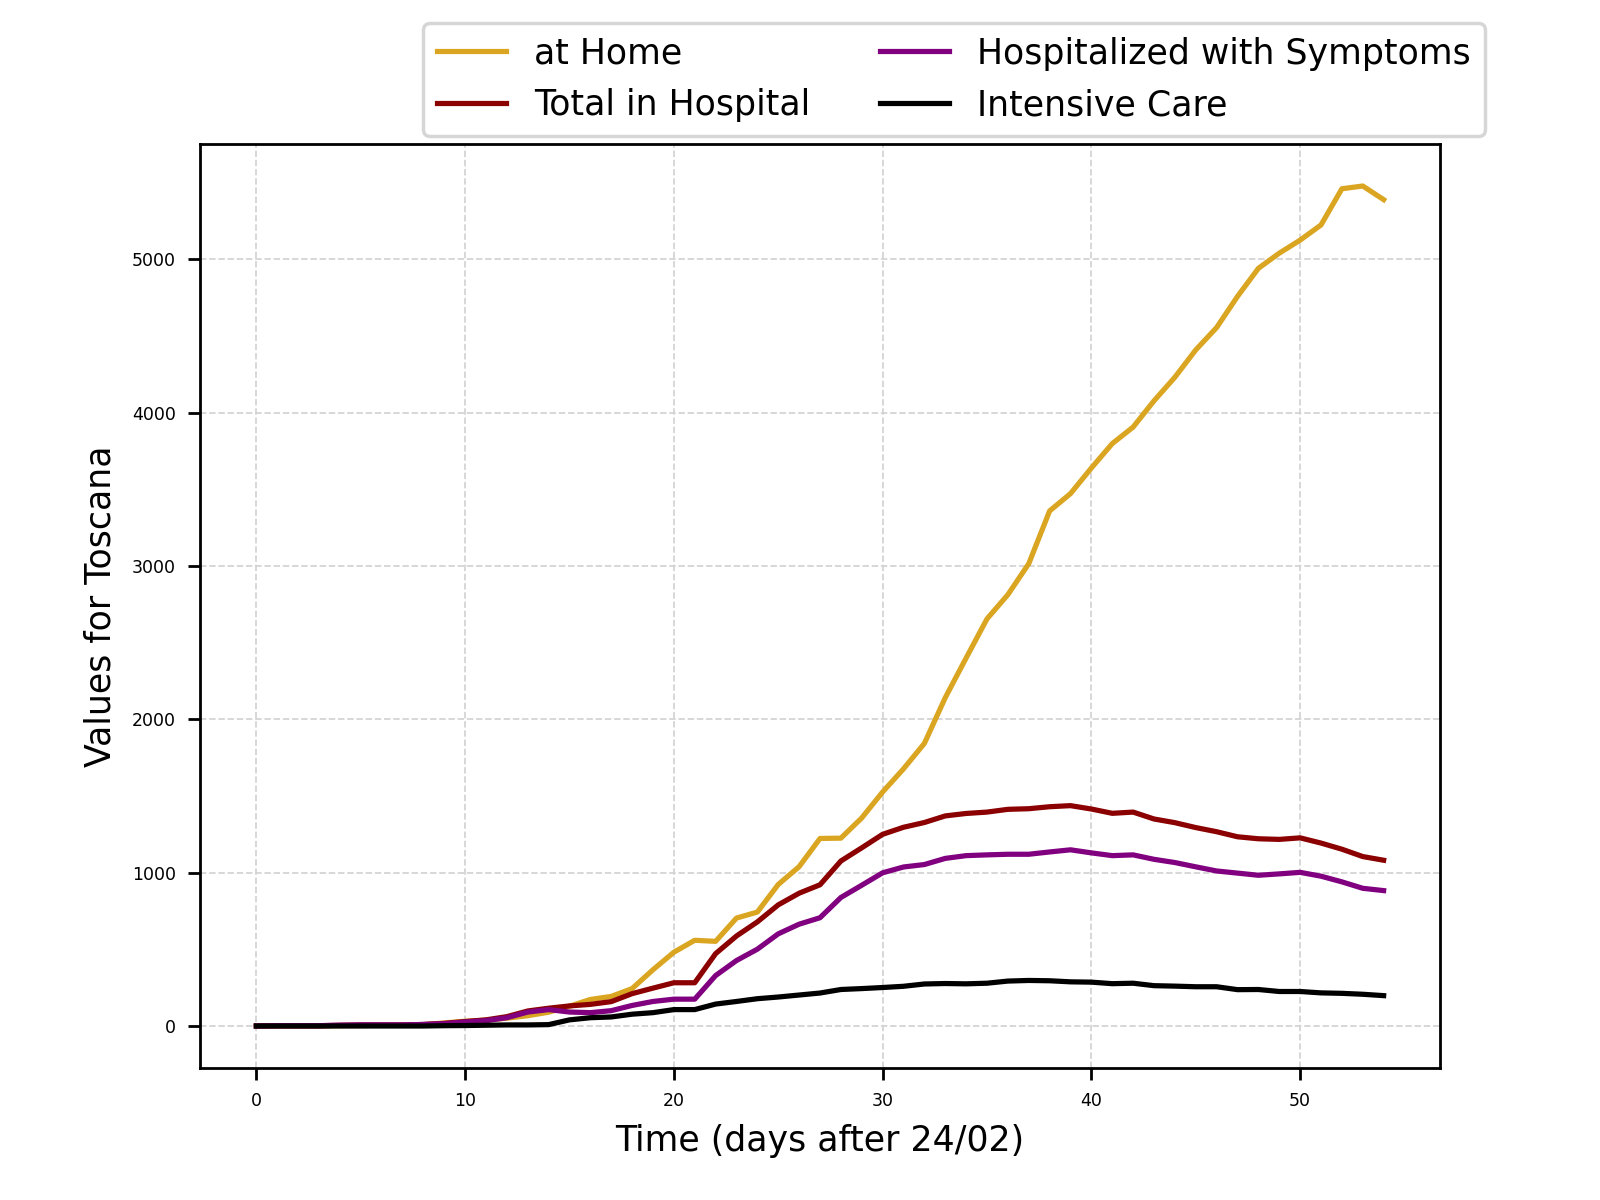 at Home
Total in Hospital
Hospitalized with Symptoms
Intensive Care
Values for Toscana
5000
4000
3000
2000
1000
0
0 10 20 30 40 50
Time (days after 24/02)